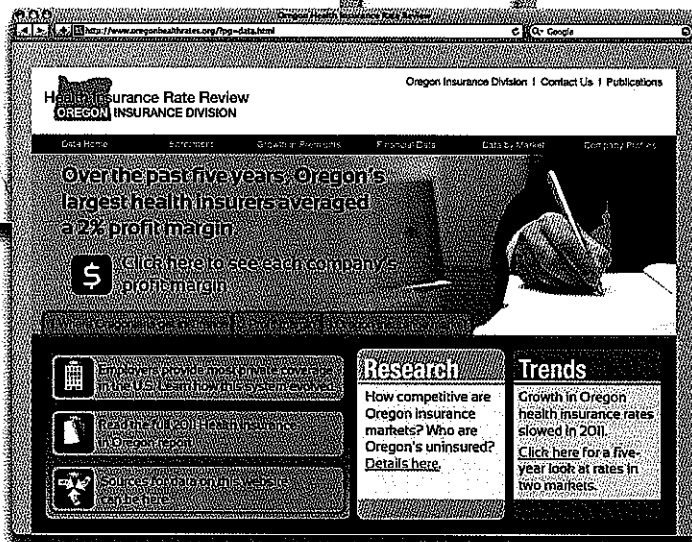 Oregon Health Insurance Rate Review
http://www.oregonhealthrates.org/?pg=data.html
Google
Oregon Insurance Division | Contact Us | Publications
Health Insurance Rate Review
OREGON INSURANCE DIVISION
Data Home
Enrollment
Growth in Premiums
Financial Data
Data by Market
Company Profiles
Over the past five years, Oregon's
largest health insurers averaged
a 2% profit margin.
$
Click here to see each company's
profit margin
Employers provide most private coverage
in the U.S. Learn how this system evolved.
Read the full 2011 Health Insurance
in Oregon report.
Sources for data on this website
can be here.
Research
How competitive are
Oregon insurance
markets? Who are
Oregon's uninsured?
Details here.
Trends
Growth in Oregon
health insurance rates
slowed in 2011.
Click here for a five-
year look at rates in
two markets.